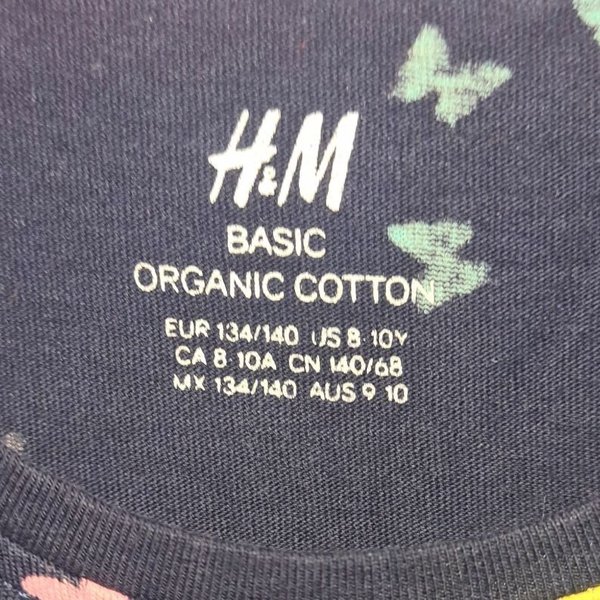 H&M
BASIC
ORGANIC COTTON
EUR 134/140 US 8-10Y
CA 8-10A CN 140/68
MX 134/140 AUS 9-10